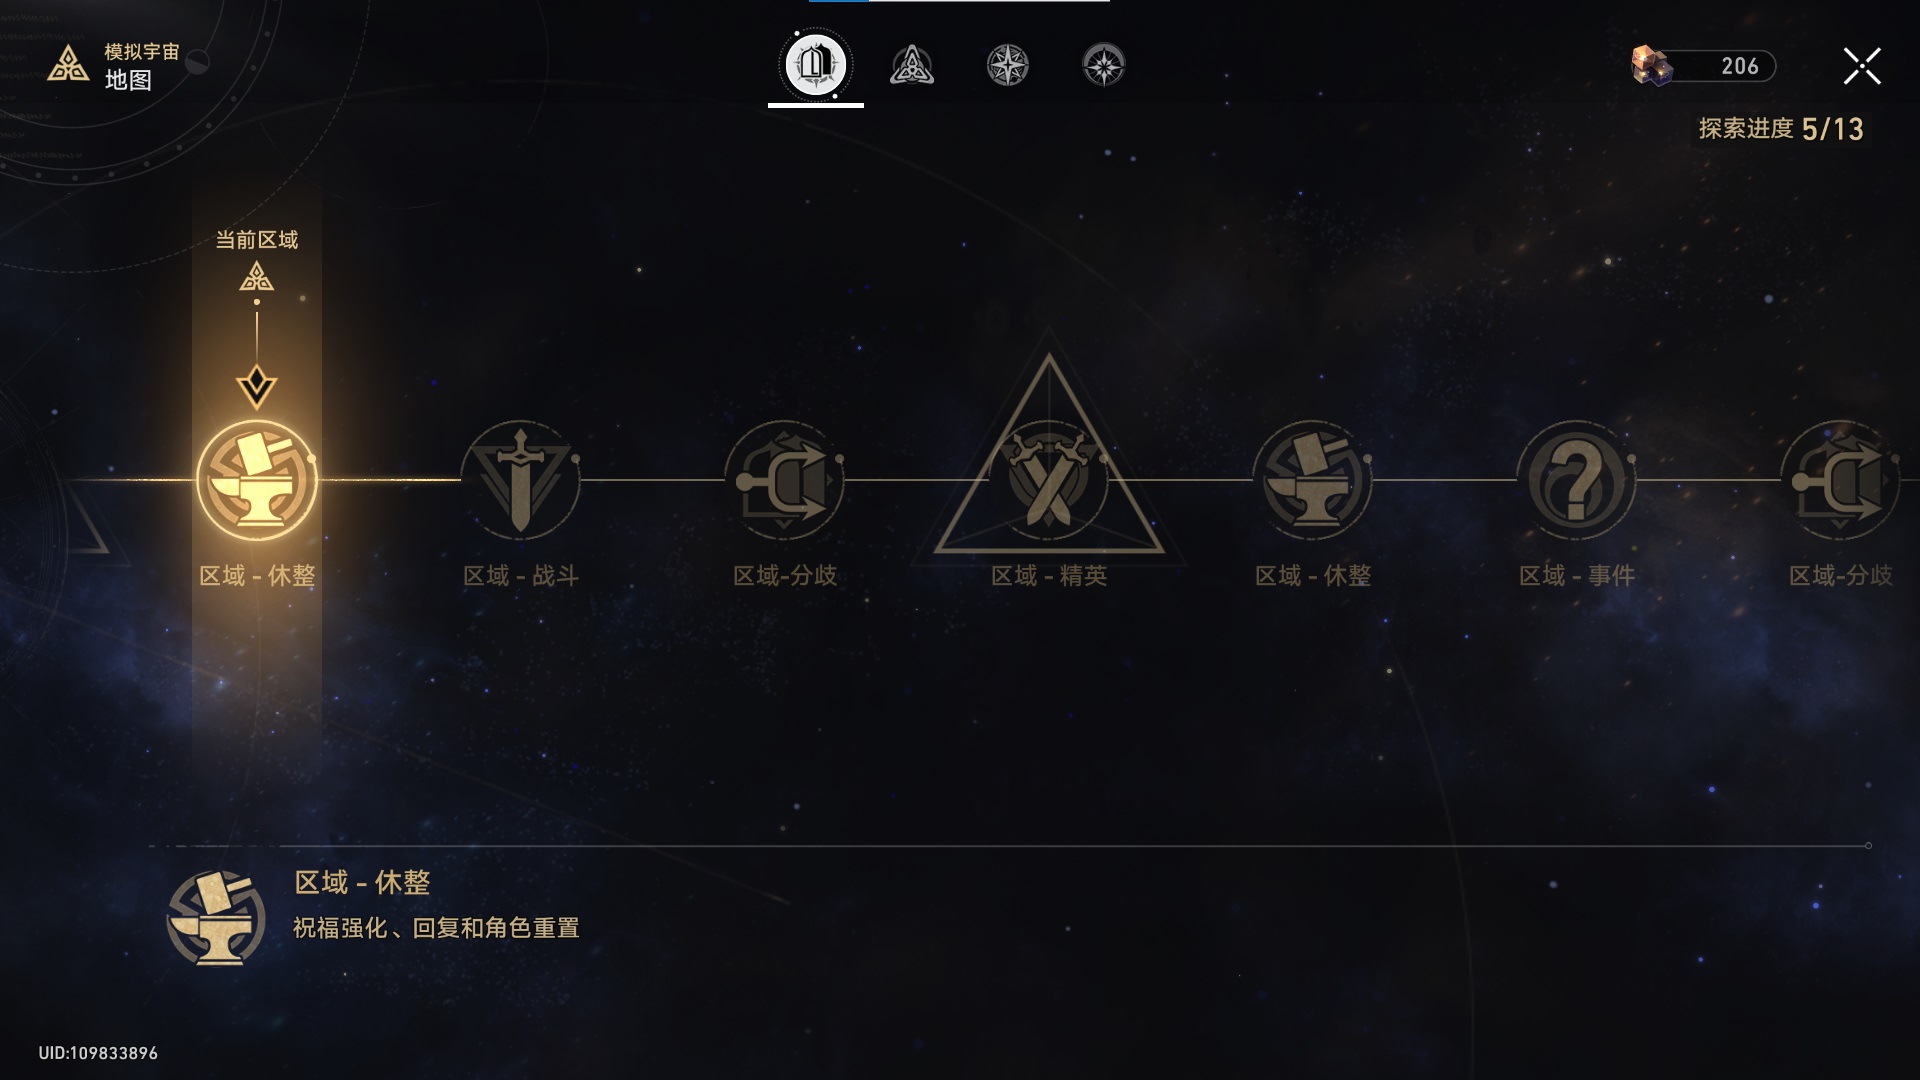 模拟宇宙
地图
206
探索进度 5/13
当前区域
区域 - 休整
区域 - 战斗
区域-分歧
区域 - 精英
区域 - 休整
区域 - 事件
区域-分歧
区域 - 休整
祝福强化、回复和角色重置
UID:109833896